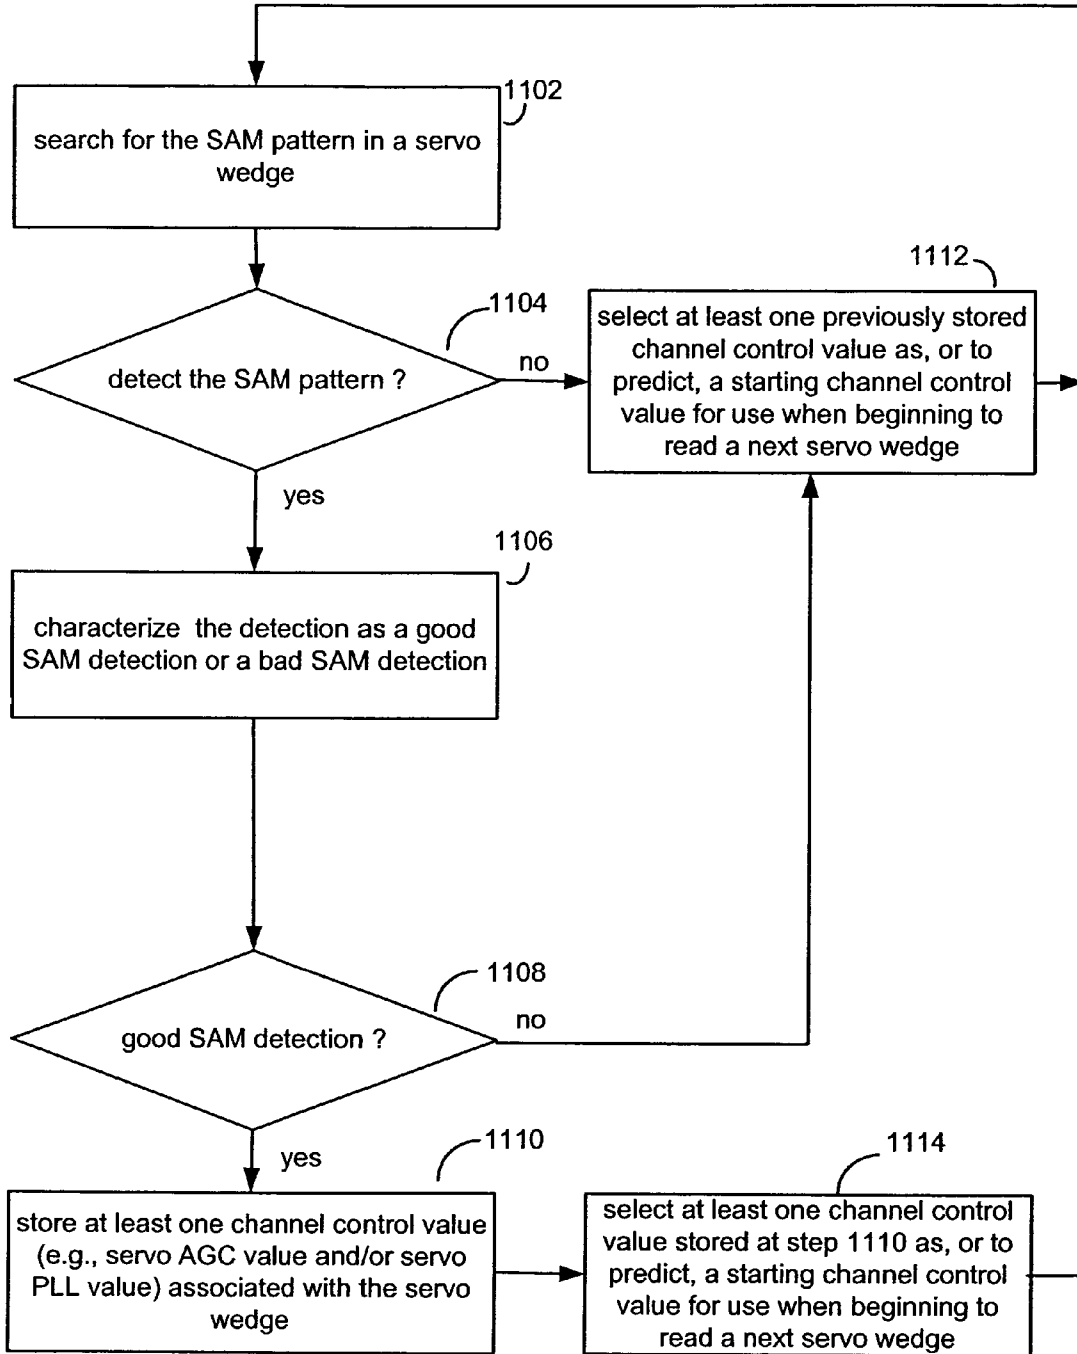 1102
search for the SAM pattern in a servo
wedge
1104
detect the SAM pattern ?
no
yes
1112
select at least one previously stored
channel control value as, or to
predict, a starting channel control
value for use when beginning to
read a next servo wedge
1106
characterize the detection as a good
SAM detection or a bad SAM detection
1108
good SAM detection ?
no
yes
1110
store at least one channel control value
(e.g., servo AGC value and/or servo
PLL value) associated with the servo
wedge
1114
select at least one channel control
value stored at step 1110 as, or to
predict, a starting channel control
value for use when beginning to
read a next servo wedge